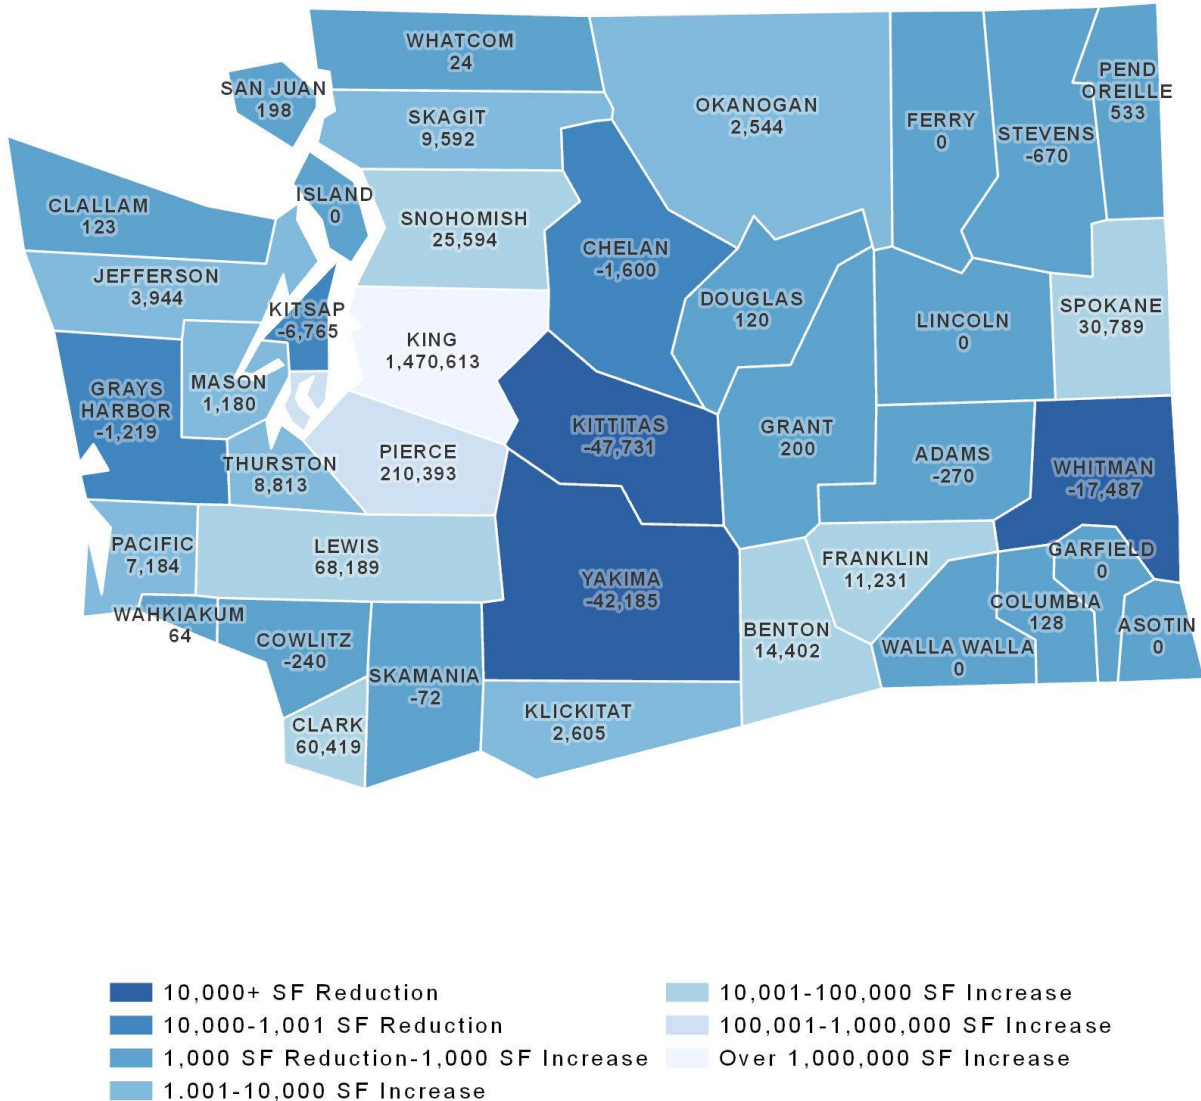 WHATCOM
24
SAN JUAN
198
SKAGIT
9,592
OKANOGAN
2,544
FERRY
0
STEVENS
-670
PEND
OREILLE
533
CLALLAM
123
ISLAND
0
SNOHOMISH
25,594
CHELAN
-1,600
JEFFERSON
3,944
KITSAP
-6,765
DOUGLAS
120
LINCOLN
0
SPOKANE
30,789
KING
1,470,613
MASON
1,180
GRAYS
HARBOR
-1,219
KITTITAS
-47,731
GRANT
200
ADAMS
-270
WHITMAN
-17,487
THURSTON
8,813
PIERCE
210,393
PACIFIC
7,184
LEWIS
68,189
YAKIMA
-42,185
FRANKLIN
11,231
GARFIELD
0
WAHKIAKUM
64
COWLITZ
-240
SKAMANIA
-72
BENTON
14,402
WALLA WALLA
0
COLUMBIA
128
ASOTIN
0
CLARK
60,419
KLICKITAT
2,605
10,000+ SF Reduction
10,000-1,001 SF Reduction
1,000 SF Reduction-1,000 SF Increase
1.001-10,000 SF Increase
10,001-100,000 SF Increase
100,001-1,000,000 SF Increase
Over 1,000,000 SF Increase